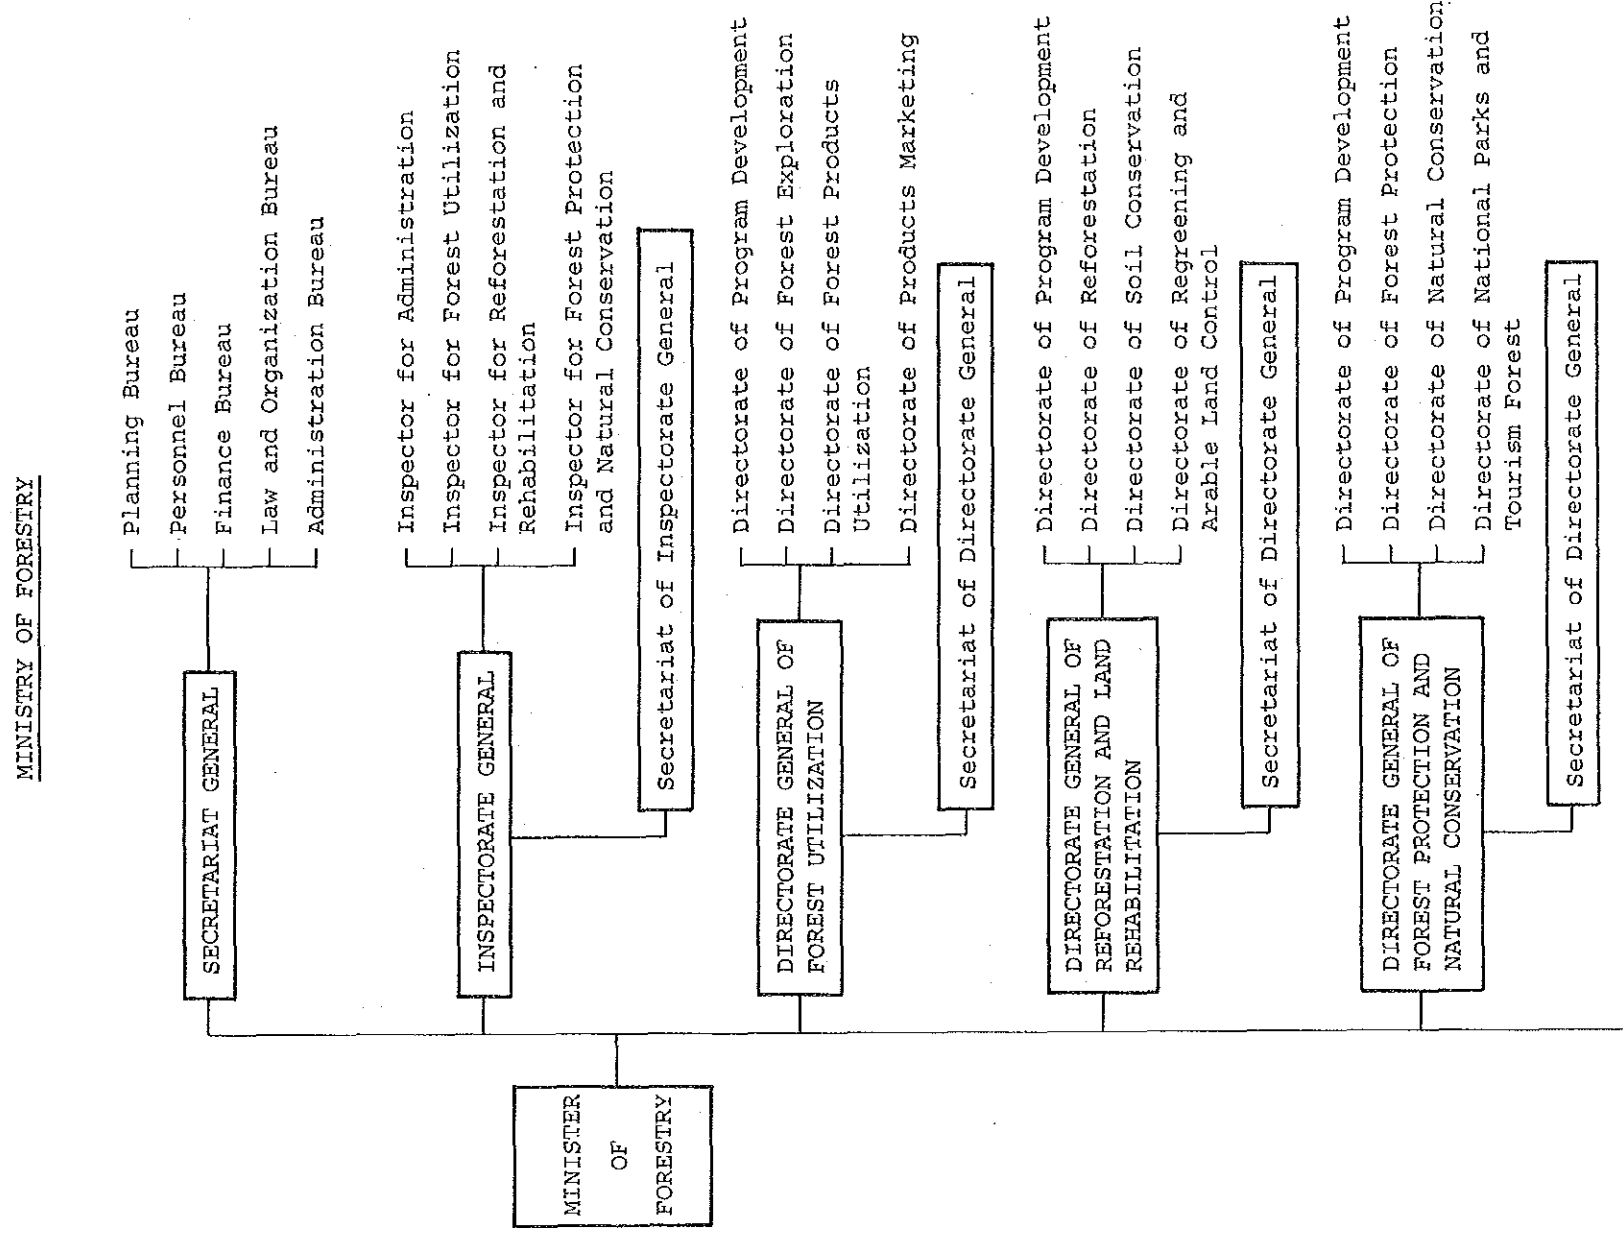 MINISTRY OF FORESTRY
MINISTER
OF
FORESTRY
SECRETARIAT GENERAL
Planning Bureau
Personnel Bureau
Finance Bureau
Law and Organization Bureau
Administration Bureau
INSPECTORATE GENERAL
Inspector for Administration
Inspector for Forest Utilization
Inspector for Reforestation and
Rehabilitation
Inspector for Forest Protection
and Natural Conservation
Secretariat of Inspectorate General
DIRECTORATE GENERAL OF
FOREST UTILIZATION
Directorate of Program Development
Directorate of Forest Exploration
Directorate of Forest Products
Utilization
Directorate of Products Marketing
Secretariat of Directorate General
DIRECTORATE GENERAL OF
REFORESTATION AND LAND
REHABILITATION
Directorate of Program Development
Directorate of Reforestation
Directorate of Soil Conservation
Directorate of Regreening and
Arable Land Control
Secretariat of Directorate General
DIRECTORATE GENERAL OF
FOREST PROTECTION AND
NATURAL CONSERVATION
Directorate of Program Development
Directorate of Forest Protection
Directorate of Natural Conservation
Directorate of National Parks and
Tourism Forest
Secretariat of Directorate General